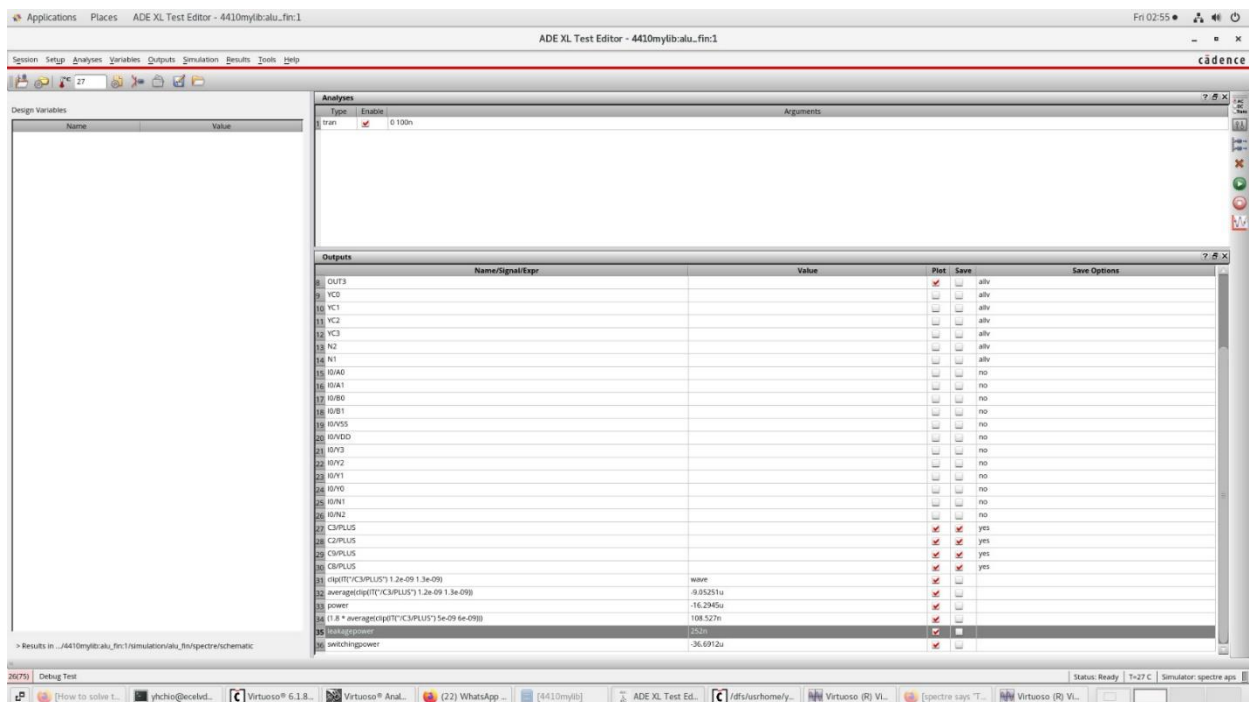 Applications Places ADE XL Test Editor - 4410mylib:alu_fin:1 Fri 02:55
ADE XL Test Editor - 4410mylib:alu_fin:1
Session Setup Analyses Variables Outputs Simulation Results Tools Help cādence
27
Design Variables
Name Value
Analyses
Type Enable Arguments
1 tran 0 100n
Outputs
Name/Signal/Expr Value Plot Save Save Options
8 OUT3 allv
9 YC0 allv
10 YC1 allv
11 YC2 allv
12 YC3 allv
13 N2 allv
14 N1 allv
15 I0/A0 no
16 I0/A1 no
17 I0/B0 no
18 I0/B1 no
19 I0/VSS no
20 I0/VDD no
21 I0/Y3 no
22 I0/Y2 no
23 I0/Y1 no
24 I0/Y0 no
25 I0/N1 no
26 I0/N2 no
27 C3/PLUS yes
28 C2/PLUS yes
29 C9/PLUS yes
30 C8/PLUS yes
31 clip(IT("/C3/PLUS") 1.2e-09 1.3e-09) wave
32 average(clip(IT("/C3/PLUS") 1.2e-09 1.3e-09)) -9.05251u
33 power -16.2945u
34 (1.8 * average(clip(IT("/C3/PLUS") 5e-09 6e-09))) 108.527n
35 leakagepower 252n
36 switchingpower -36.6912u
> Results in .../4410mylib:alu_fin:1/simulation/alu_fin/spectre/schematic
26(75) Debug Test Status: Ready T=27 C Simulator: spectre aps
[How to solve t... yhchio@ecelvd... Virtuoso® 6.1.8... Virtuoso® Anal... (22) WhatsApp ... [4410mylib] ADE XL Test Ed... /dfs/usrhome/y... Virtuoso (R) Vi... [spectre says "T... Virtuoso (R) Vi...